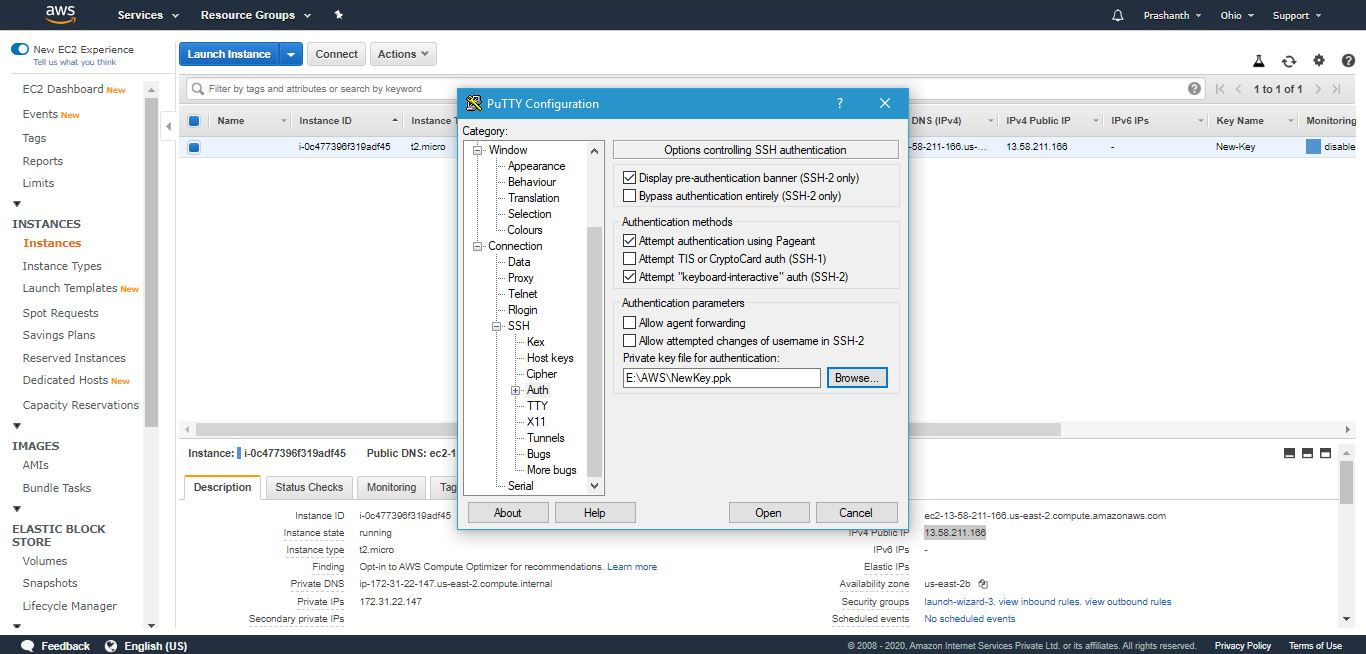 aws Services Resource Groups Prashanth Ohio Support
New EC2 Experience
Tell us what you think
EC2 Dashboard New
Events New
Tags
Reports
Limits
INSTANCES
Instances
Instance Types
Launch Templates New
Spot Requests
Savings Plans
Reserved Instances
Dedicated Hosts New
Capacity Reservations
IMAGES
AMIs
Bundle Tasks
ELASTIC BLOCK
STORE
Volumes
Snapshots
Lifecycle Manager
Launch Instance Connect Actions
Filter by tags and attributes or search by keyword
1 to 1 of 1
Name Instance ID Instance T DNS (IPv4) IPv4 Public IP IPv6 IPs Key Name Monitoring
i-0c477396f319adf45 t2.micro -58-211-166.us-... 13.58.211.166 - New-Key disable
PuTTY Configuration ?
Category:
Window
Appearance
Behaviour
Translation
Selection
Colours
Connection
Data
Proxy
Telnet
Rlogin
SSH
Kex
Host keys
Cipher
Auth
TTY
X11
Tunnels
Bugs
More bugs
Serial
Options controlling SSH authentication
Display pre-authentication banner (SSH-2 only)
Bypass authentication entirely (SSH-2 only)
Authentication methods
Attempt authentication using Pageant
Attempt TIS or CryptoCard auth (SSH-1)
Attempt "keyboard-interactive" auth (SSH-2)
Authentication parameters
Allow agent forwarding
Allow attempted changes of username in SSH-2
Private key file for authentication:
E:\AWS\NewKey.ppk Browse...
About Help Open Cancel
Instance: i-0c477396f319adf45 Public DNS: ec2-1
Description Status Checks Monitoring Tag
Instance ID i-0c477396f319adf45
Instance state running
Instance type t2.micro
Finding Opt-in to AWS Compute Optimizer for recommendations. Learn more
Private DNS ip-172-31-22-147.us-east-2.compute.internal
Private IPs 172.31.22.147
Secondary private IPs
ec2-13-58-211-166.us-east-2.compute.amazonaws.com
IPv4 Public IP 13.58.211.166
IPv6 IPs -
Elastic IPs
Availability zone us-east-2b
Security groups launch-wizard-3. view inbound rules. view outbound rules
Scheduled events No scheduled events
Feedback English (US) © 2008 - 2020, Amazon Internet Services Private Ltd. or its affiliates. All rights reserved. Privacy Policy Terms of Use